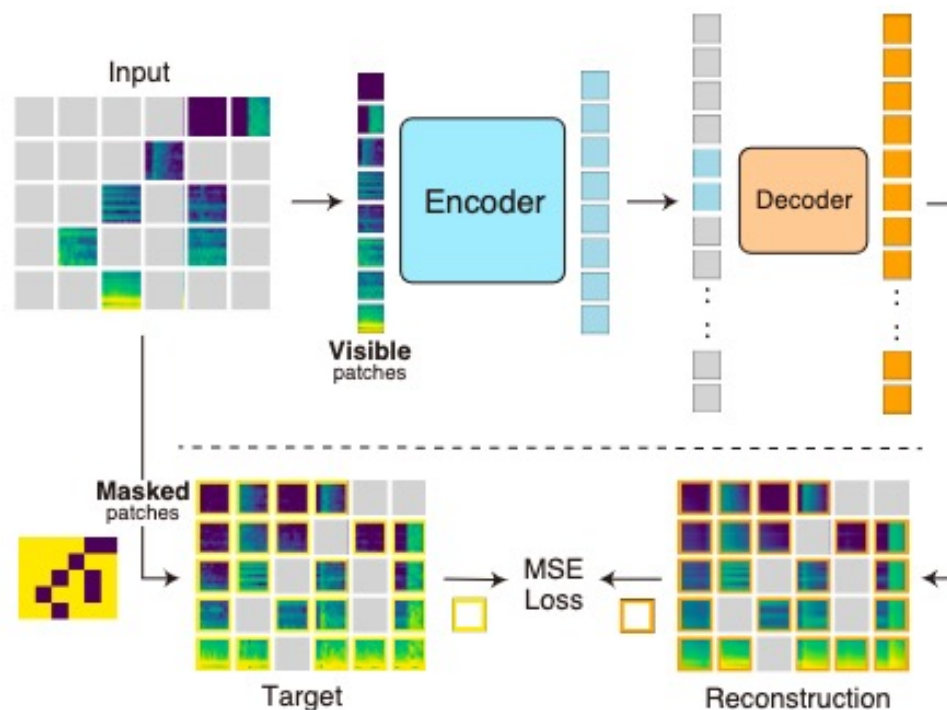 Input
Encoder
Decoder
Visible
patches
Masked
patches
MSE
Loss
Target
Reconstruction